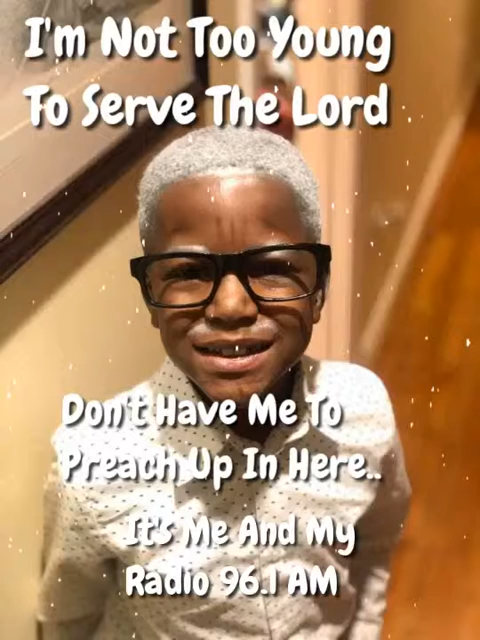 I'm Not Too Young
To Serve The Lord
Don't Have Me To
Preach Up In Here..
It's Me And My
Radio 96.1 AM